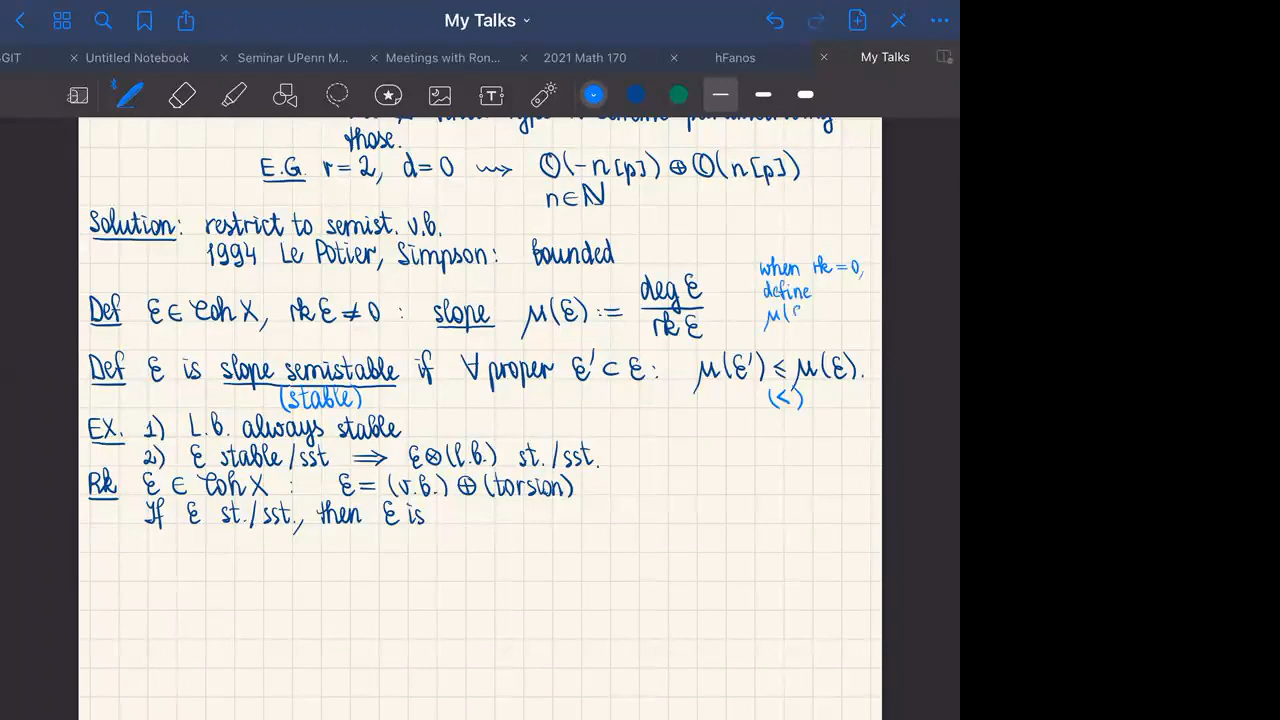 My Talks
GIT
Untitled Notebook
Seminar UPenn M...
Meetings with Ron...
2021 Math 170
hFanos
My Talks
those.
E.G. r = 2, d = 0 ⇝ O(-n[p]) ⊕ O(n[p])
n ∈ ℕ
Solution: restrict to semist. v.b.
1994 Le Potier, Simpson: bounded
when rk = 0,
define
μ(
Def ℰ ∈ Coh X, rk ℰ ≠ 0 : slope μ(ℰ) := deg ℰ / rk ℰ
Def ℰ is slope semistable if ∀ proper ℰ' ⊂ ℰ: μ(ℰ') ≤ μ(ℰ).
(stable) (<)
EX. 1) L.b. always stable
2) ℰ stable/sst ⟹ ℰ⊗(l.b.) st./sst.
Rk ℰ ∈ Coh X : ℰ = (v.b.) ⊕ (torsion)
If ℰ st./sst., then ℰ is